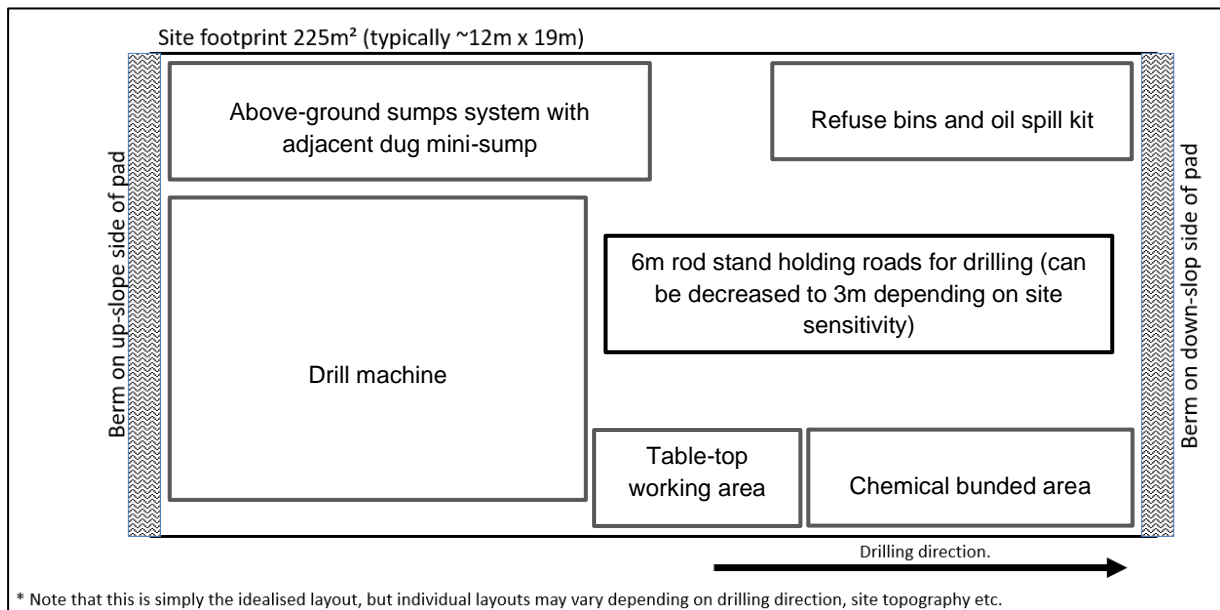 Site footprint 225m² (typically ~12m x 19m)
Berm on up-slope side of pad
Above-ground sumps system with
adjacent dug mini-sump
Refuse bins and oil spill kit
Drill machine
6m rod stand holding roads for drilling (can
be decreased to 3m depending on site
sensitivity)
Table-top
working area
Chemical bunded area
Berm on down-slop side of pad
Drilling direction.
* Note that this is simply the idealised layout, but individual layouts may vary depending on drilling direction, site topography etc.